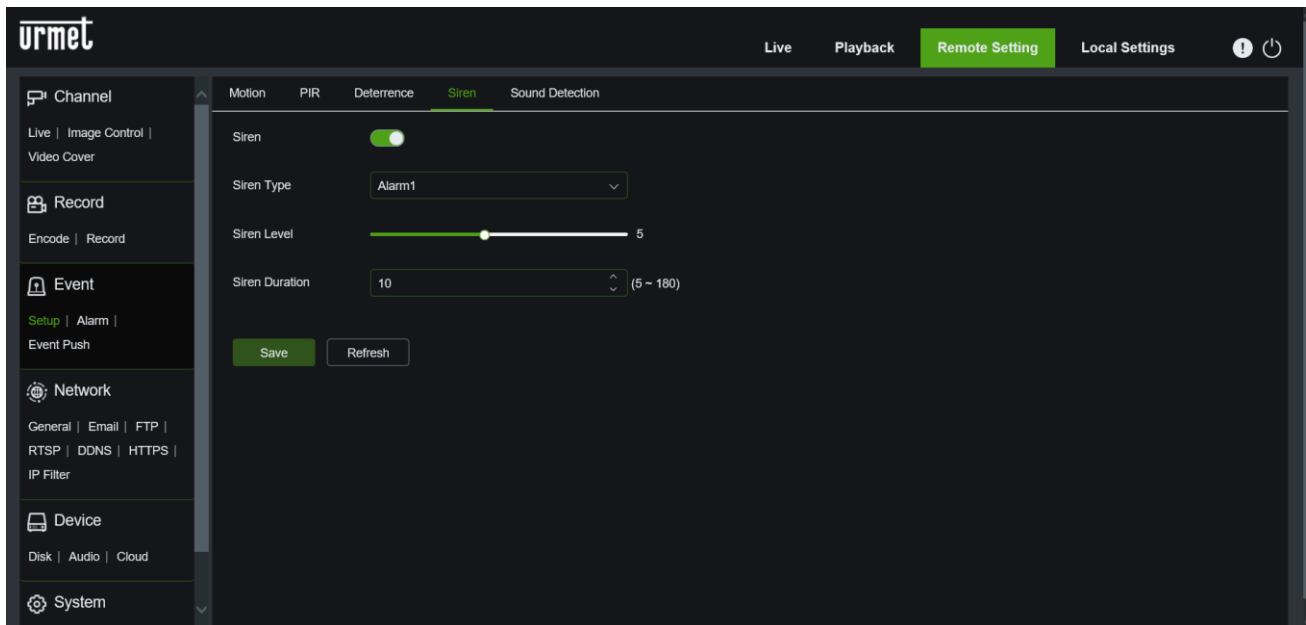 urmet
Live Playback Remote Setting Local Settings
Channel
Live | Image Control |
Video Cover
Record
Encode | Record
Event
Setup | Alarm |
Event Push
Network
General | Email | FTP |
RTSP | DDNS | HTTPS |
IP Filter
Device
Disk | Audio | Cloud
System
Motion PIR Deterrence Siren Sound Detection
Siren
Siren Type Alarm1
Siren Level 5
Siren Duration 10 (5 ~ 180)
Save Refresh